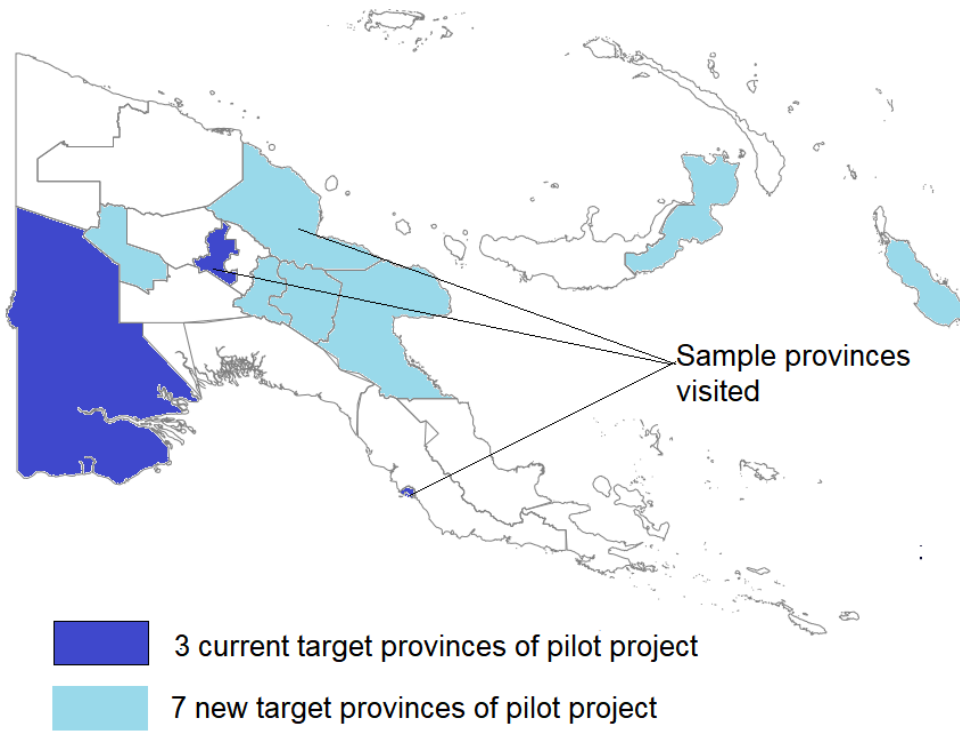 Sample provinces
visited
3 current target provinces of pilot project
7 new target provinces of pilot project